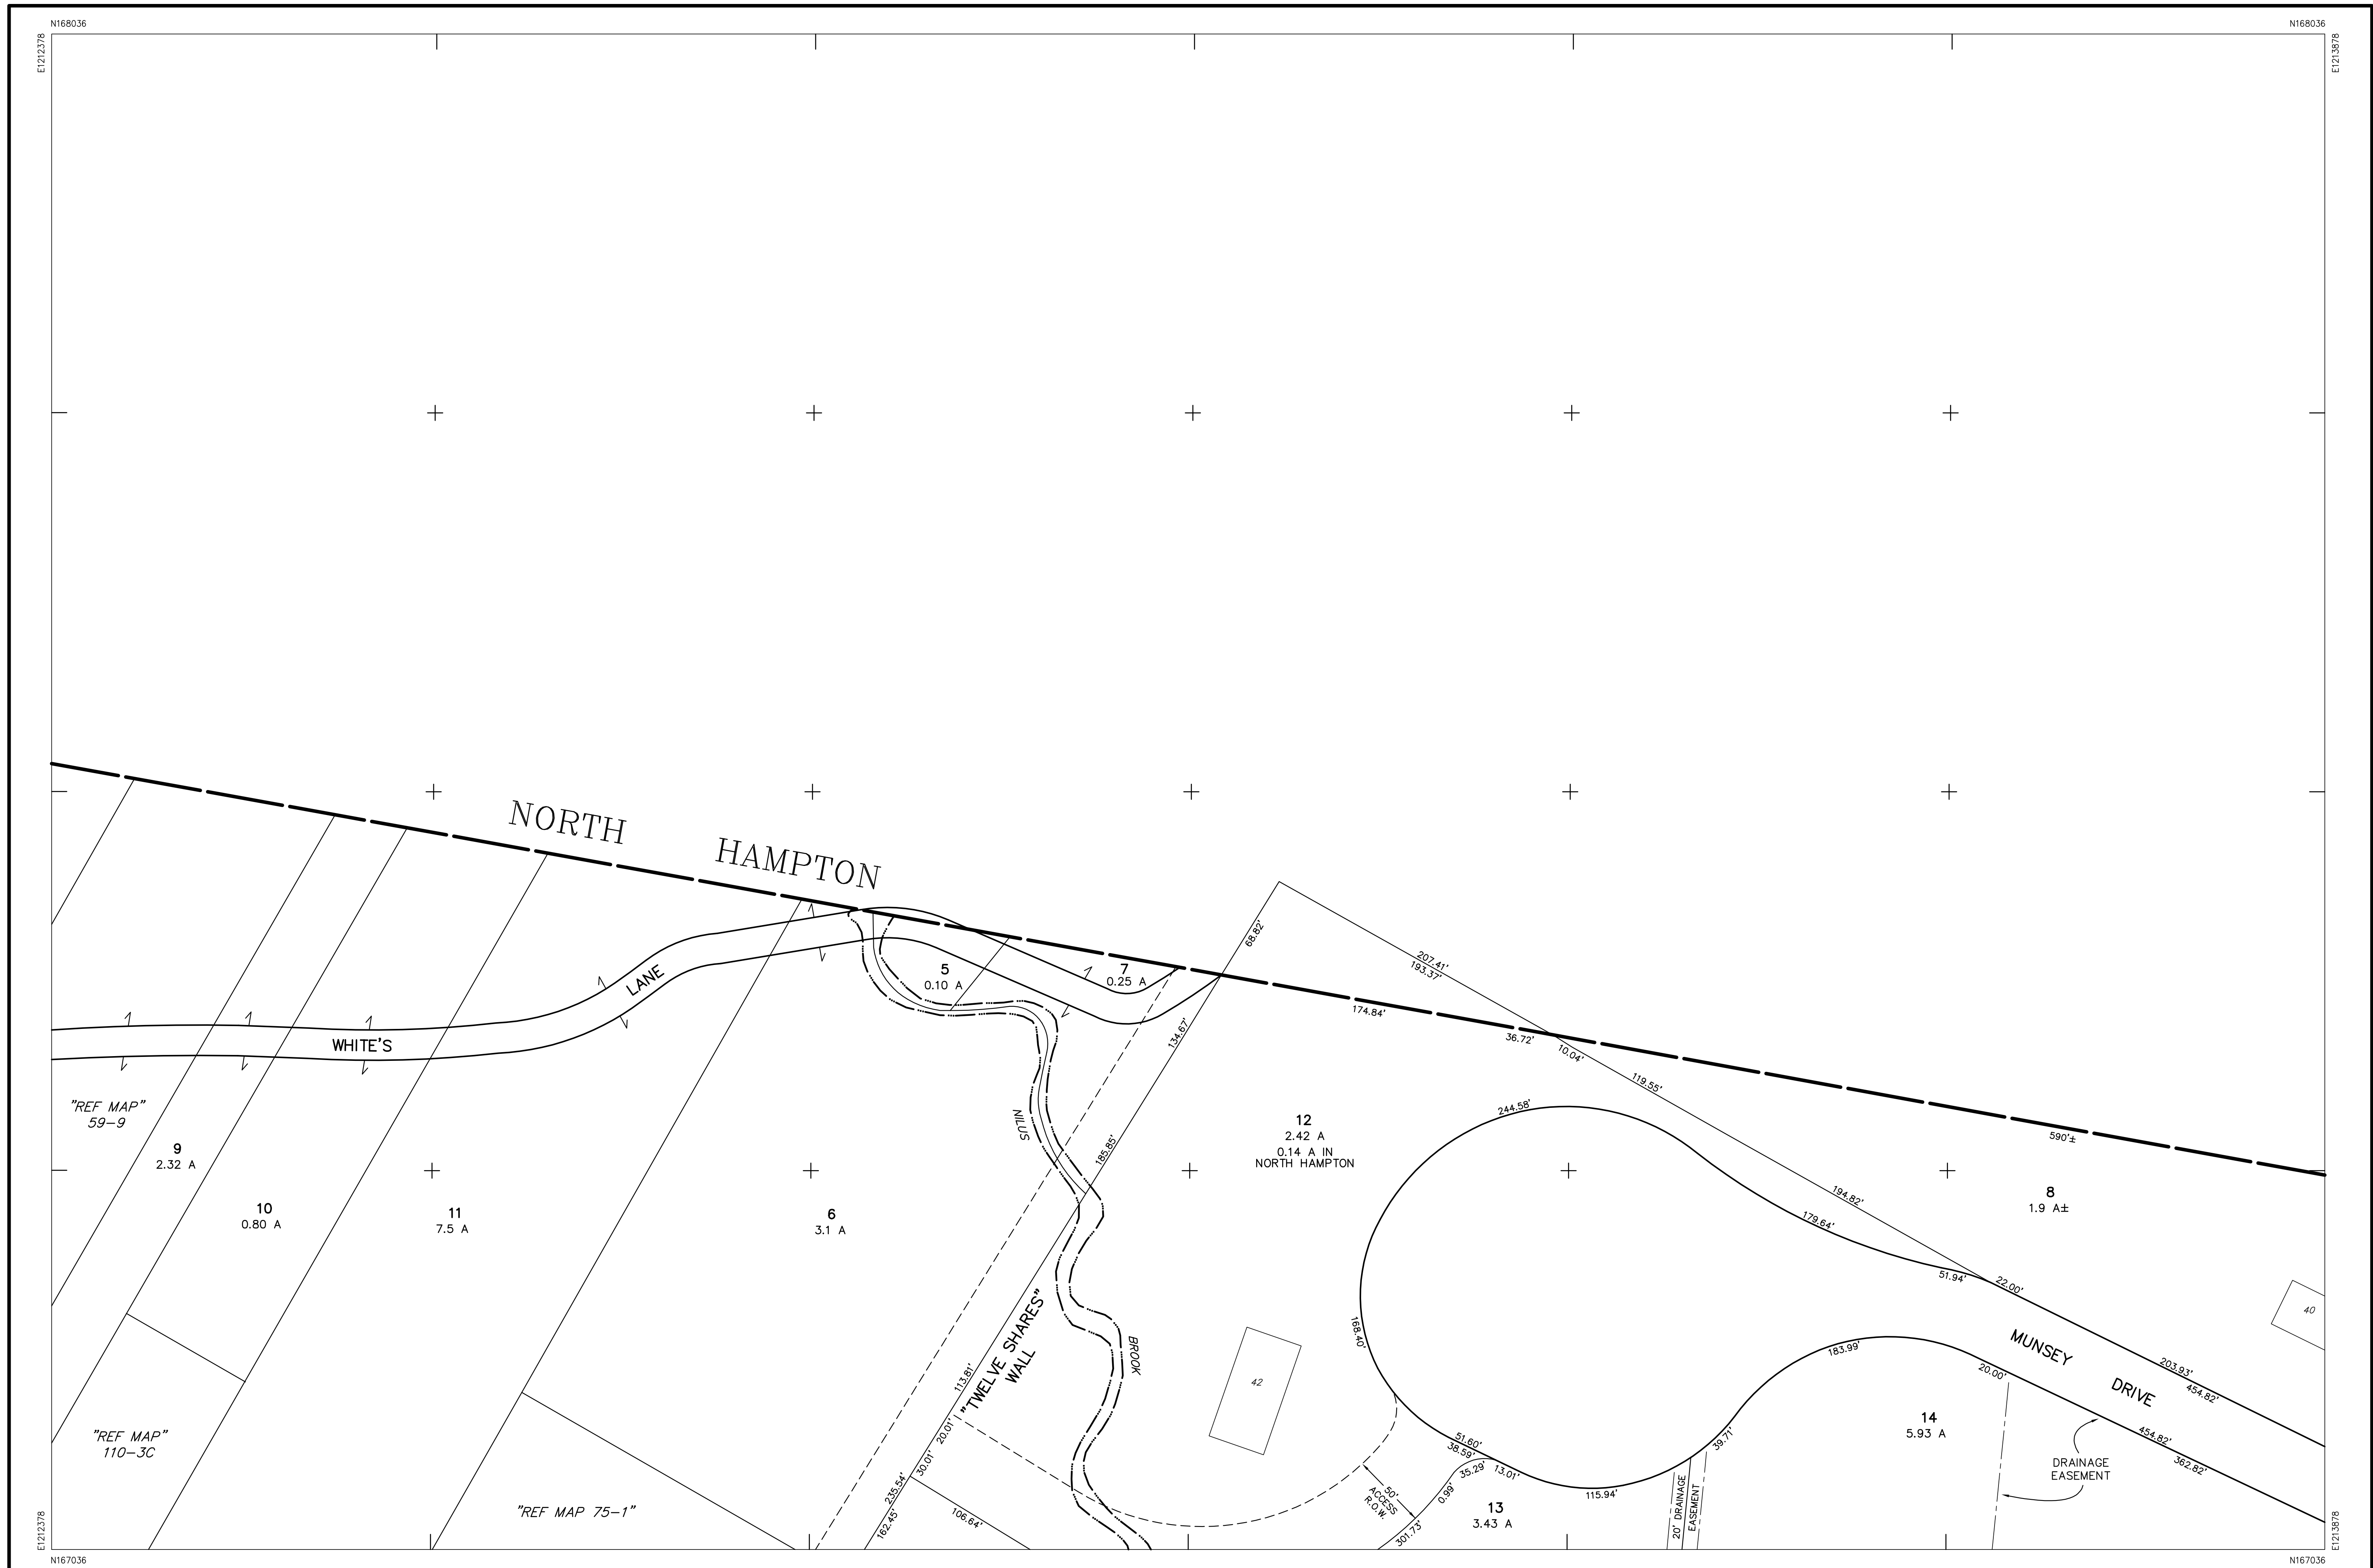 N168036
N168036
E1212378
E1213878
NORTH HAMPTON
68.82'
207.41'
193.37'
5
0.10 A
7
0.25 A
LANE
WHITE'S
134.67'
174.84'
36.72'
10.04'
119.55'
590'±
"REF MAP"
59-9
9
2.32 A
10
0.80 A
11
7.5 A
6
3.1 A
NILUS
185.85'
12
2.42 A
0.14 A IN
NORTH HAMPTON
244.58'
194.82'
179.64'
8
1.9 A±
51.94'
22.00'
40
"TWELVE SHARES"
WALL
BROOK
42
168.40'
183.99'
MUNSEY DRIVE
20.00'
203.93'
454.82'
113.81'
20.01'
30.01'
235.54'
162.45'
106.64'
"REF MAP"
110-3C
"REF MAP 75-1"
51.60'
38.59'
35.29'
13.01'
0.99'
50'
ACCESS
R.O.W.
301.73'
13
3.43 A
115.94'
39.71'
20' DRAINAGE
EASEMENT
14
5.93 A
454.82'
362.82'
DRAINAGE
EASEMENT
E1212378
E1213878
N167036
N167036